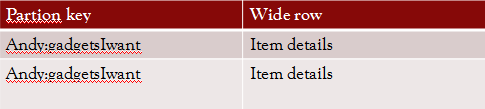 Partion key Wide row
Andy:gadgetsIwant Item details
Andy:gadgetsIwant Item details